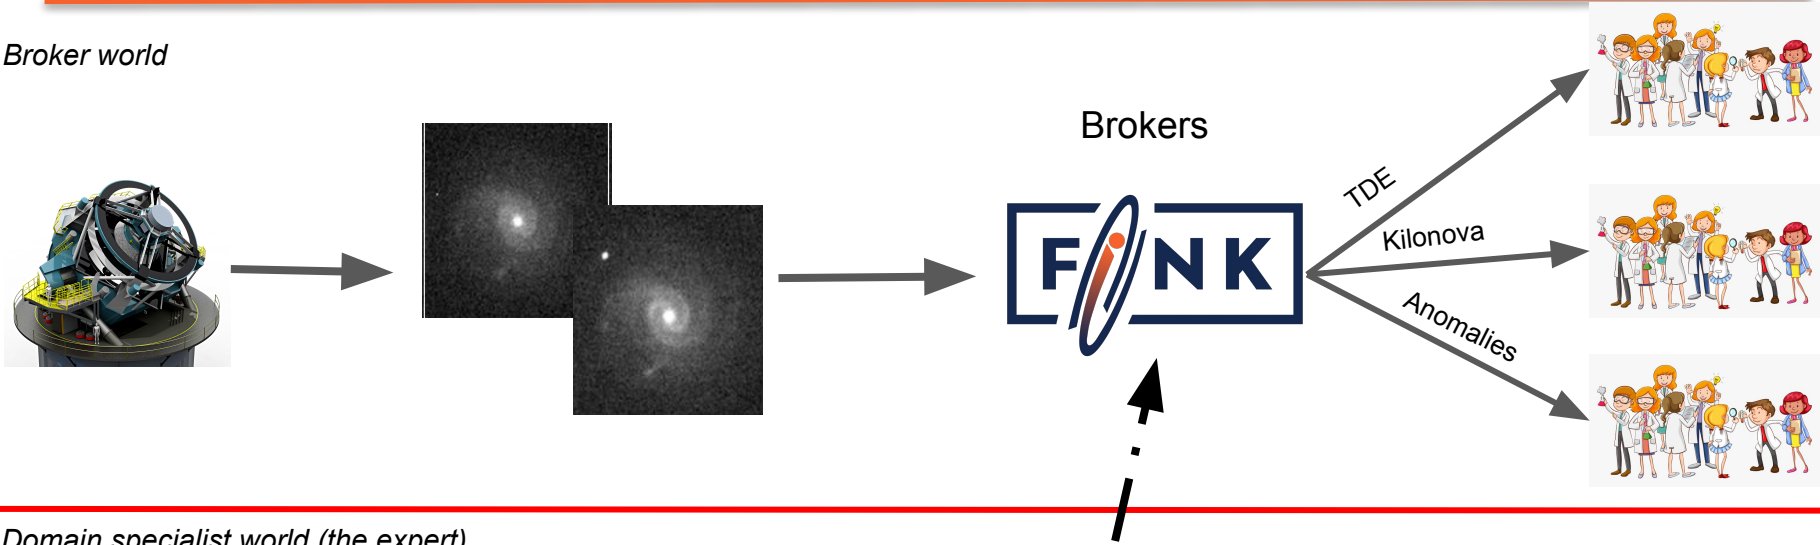 Broker world
Brokers
FINK
TDE
Kilonova
Anomalies
Domain specialist world (the expert)